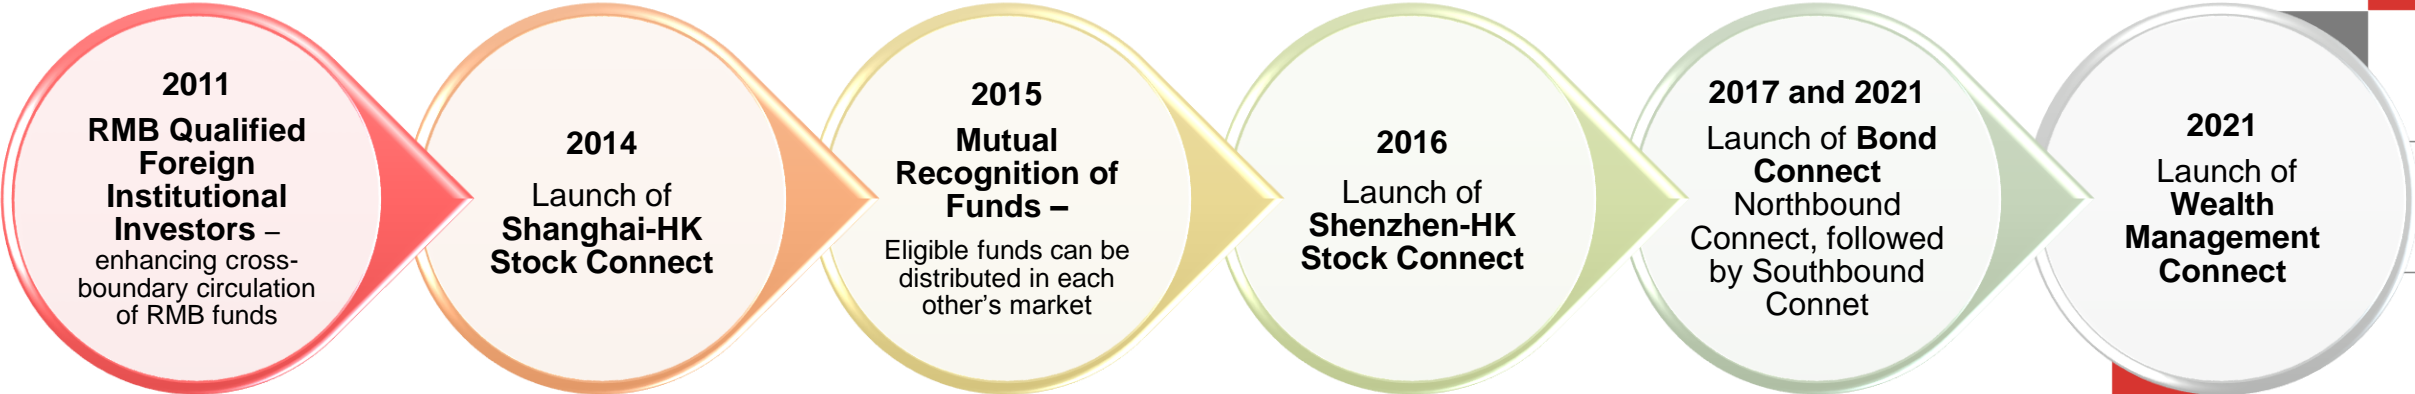 2011
RMB Qualified
Foreign
Institutional
Investors –
enhancing cross-
boundary circulation
of RMB funds
2014
Launch of
Shanghai-HK
Stock Connect
2015
Mutual
Recognition of
Funds –
Eligible funds can be
distributed in each
other's market
2016
Launch of
Shenzhen-HK
Stock Connect
2017 and 2021
Launch of Bond
Connect
Northbound
Connect, followed
by Southbound
Connet
2021
Launch of
Wealth
Management
Connect